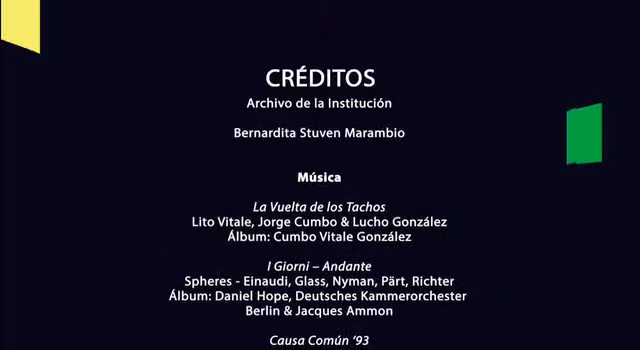 CRÉDITOS
Archivo de la Institución
Bernardita Stuven Marambio
Música
La Vuelta de los Tachos
Lito Vitale, Jorge Cumbo & Lucho González
Álbum: Cumbo Vitale González
I Giorni – Andante
Spheres - Einaudi, Glass, Nyman, Pärt, Richter
Álbum: Daniel Hope, Deutsches Kammerorchester
Berlin & Jacques Ammon
Causa Común ‘93